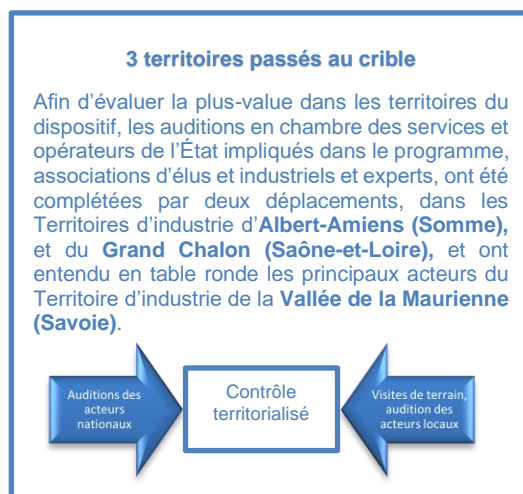 3 territoires passés au crible
Afin d'évaluer la plus-value dans les territoires du
dispositif, les auditions en chambre des services et
opérateurs de l'État impliqués dans le programme,
associations d'élus et industriels et experts, ont été
complétées par deux déplacements, dans les
Territoires d'industrie d'Albert-Amiens (Somme),
et du Grand Chalon (Saône-et-Loire), et ont
entendu en table ronde les principaux acteurs du
Territoire d'industrie de la Vallée de la Maurienne
(Savoie).
Auditions des
acteurs
nationaux
Contrôle
territorialisé
Visites de terrain,
audition des
acteurs locaux